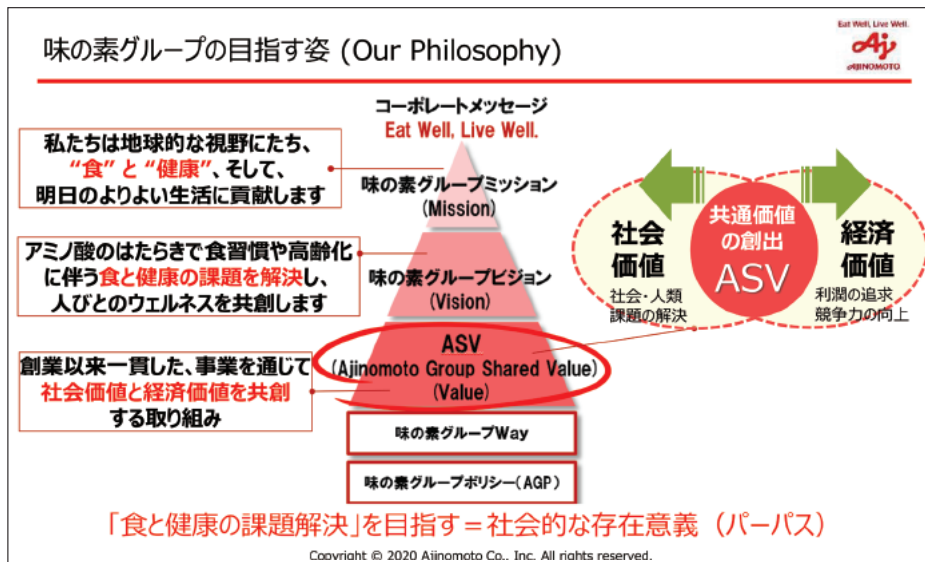 味の素グループの目指す姿 (Our Philosophy)
Eat Well, Live Well.
Aj
AJINOMOTO
コーポレートメッセージ
Eat Well, Live Well.
私たちは地球的な視野にたち、
“食” と “健康”、そして、
明日のよりよい生活に貢献します
味の素グループミッション
(Mission)
アミノ酸のはたらきで食習慣や高齢化
に伴う食と健康の課題を解決し、
人びとのウェルネスを共創します
味の素グループビジョン
(Vision)
創業以来一貫した、事業を通じて
社会価値と経済価値を共創
する取り組み
ASV
(Ajinomoto Group Shared Value)
(Value)
味の素グループWay
味の素グループポリシー(AGP)
社会
価値
社会・人類
課題の解決
共通価値
の創出
ASV
経済
価値
利潤の追求
競争力の向上
「食と健康の課題解決」を目指す＝社会的な存在意義（パーパス）
Copyright © 2020 Ajinomoto Co., Inc. All rights reserved.